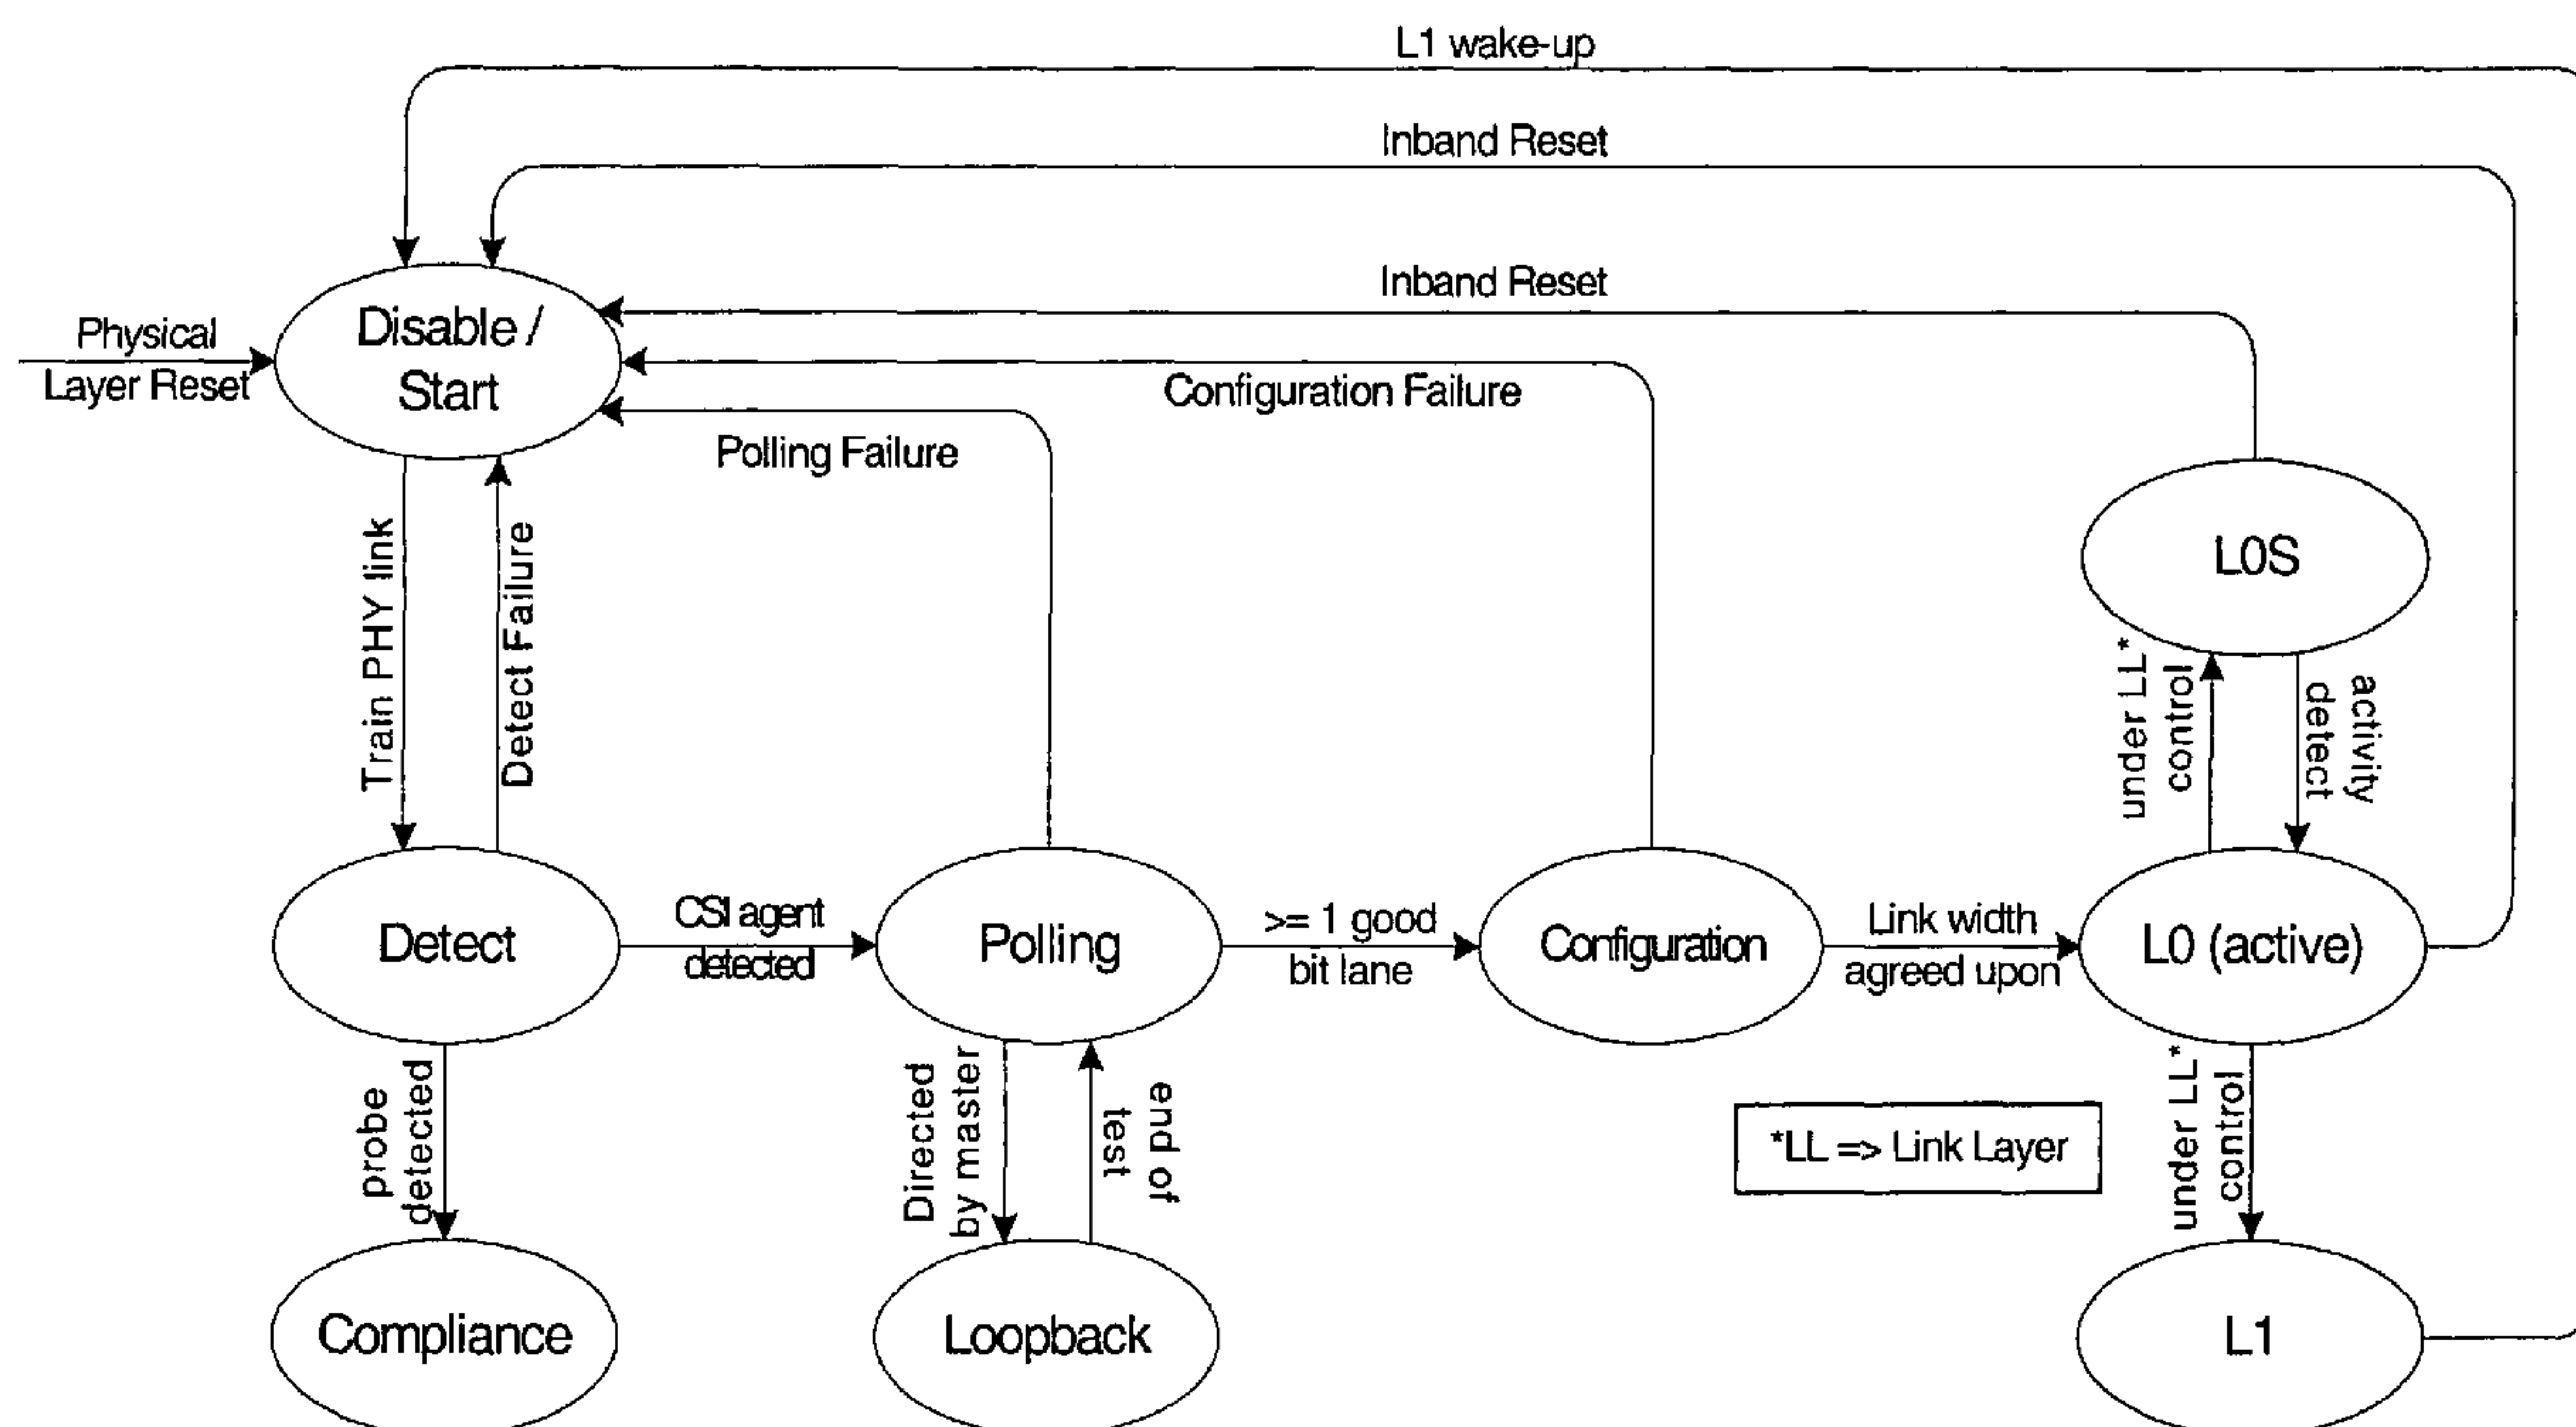 L1 wake-up
Inband Reset
Inband Reset
Physical
Layer Reset
Disable /
Start
Configuration Failure
Polling Failure
Train PHY link
Detect Failure
L0S
under LL*
control
activity
detect
Detect
CSI agent
detected
Polling
>= 1 good
bit lane
Configuration
Link width
agreed upon
L0 (active)
probe
detected
Directed
by master
end of
test
*LL => Link Layer
under LL*
control
Compliance
Loopback
L1